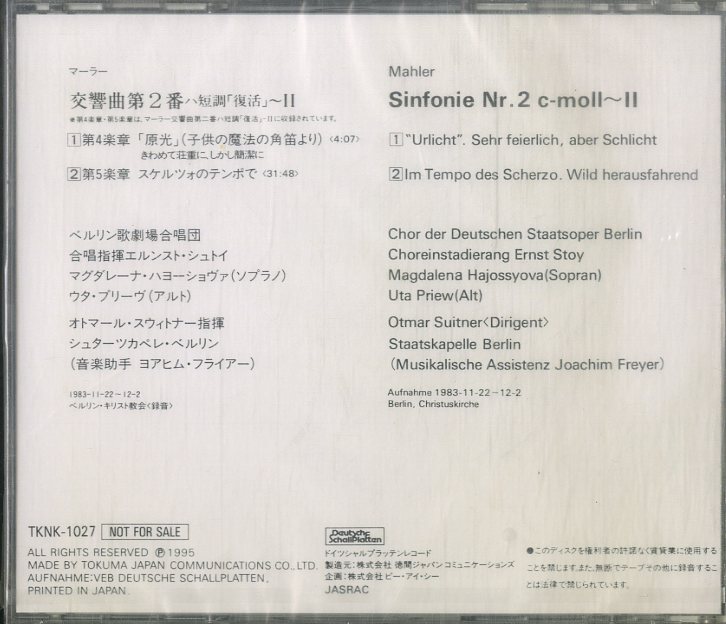 マーラー
交響曲第2番ハ短調「復活」〜II
※第4楽章・第5楽章は、マーラー交響曲第二番ハ短調「復活」-IIに収録されています。
1 第4楽章 「原光」(子供の魔法の角笛より) <4:07>
きわめて荘重に、しかし簡潔に
2 第5楽章 スケルツォのテンポで <31:48>
ベルリン歌劇場合唱団
合唱指揮エルンスト・シュトイ
マグダレーナ・ハヨーショヴァ(ソプラノ)
ウタ・プリーヴ(アルト)
オトマール・スウィトナー指揮
シュターツカペレ・ベルリン
(音楽助手 ヨアヒム・フライアー)
1983-11-22〜12-2
ベルリン・キリスト教会<録音>
Mahler
Sinfonie Nr.2 c-moll〜II
1 "Urlicht". Sehr feierlich, aber Schlicht
2 Im Tempo des Scherzo. Wild herausfahrend
Chor der Deutschen Staatsoper Berlin
Choreinstadierang Ernst Stoy
Magdalena Hajossyova(Sopran)
Uta Priew(Alt)
Otmar Suitner<Dirigent>
Staatskapelle Berlin
(Musikalische Assistenz Joachim Freyer)
Aufnahme 1983-11-22〜12-2
Berlin, Christuskirche
TKNK-1027 NOT FOR SALE
ALL RIGHTS RESERVED Ⓟ1995
MADE BY TOKUMA JAPAN COMMUNICATIONS CO.,LTD.
AUFNAHME:VEB DEUTSCHE SCHALLPLATTEN,
PRINTED IN JAPAN.
Deutsche
Schallplatten
ドイツシャルプラッテンレコード
製造元:株式会社 徳間ジャパンコミュニケーションズ
企画:株式会社 ピー・アイ・シー
JASRAC
●このディスクを権利者の許諾なく賃貸業に使用する
ことを禁じます。また、無断でテープその他に録音するこ
とは法律で禁じられています。